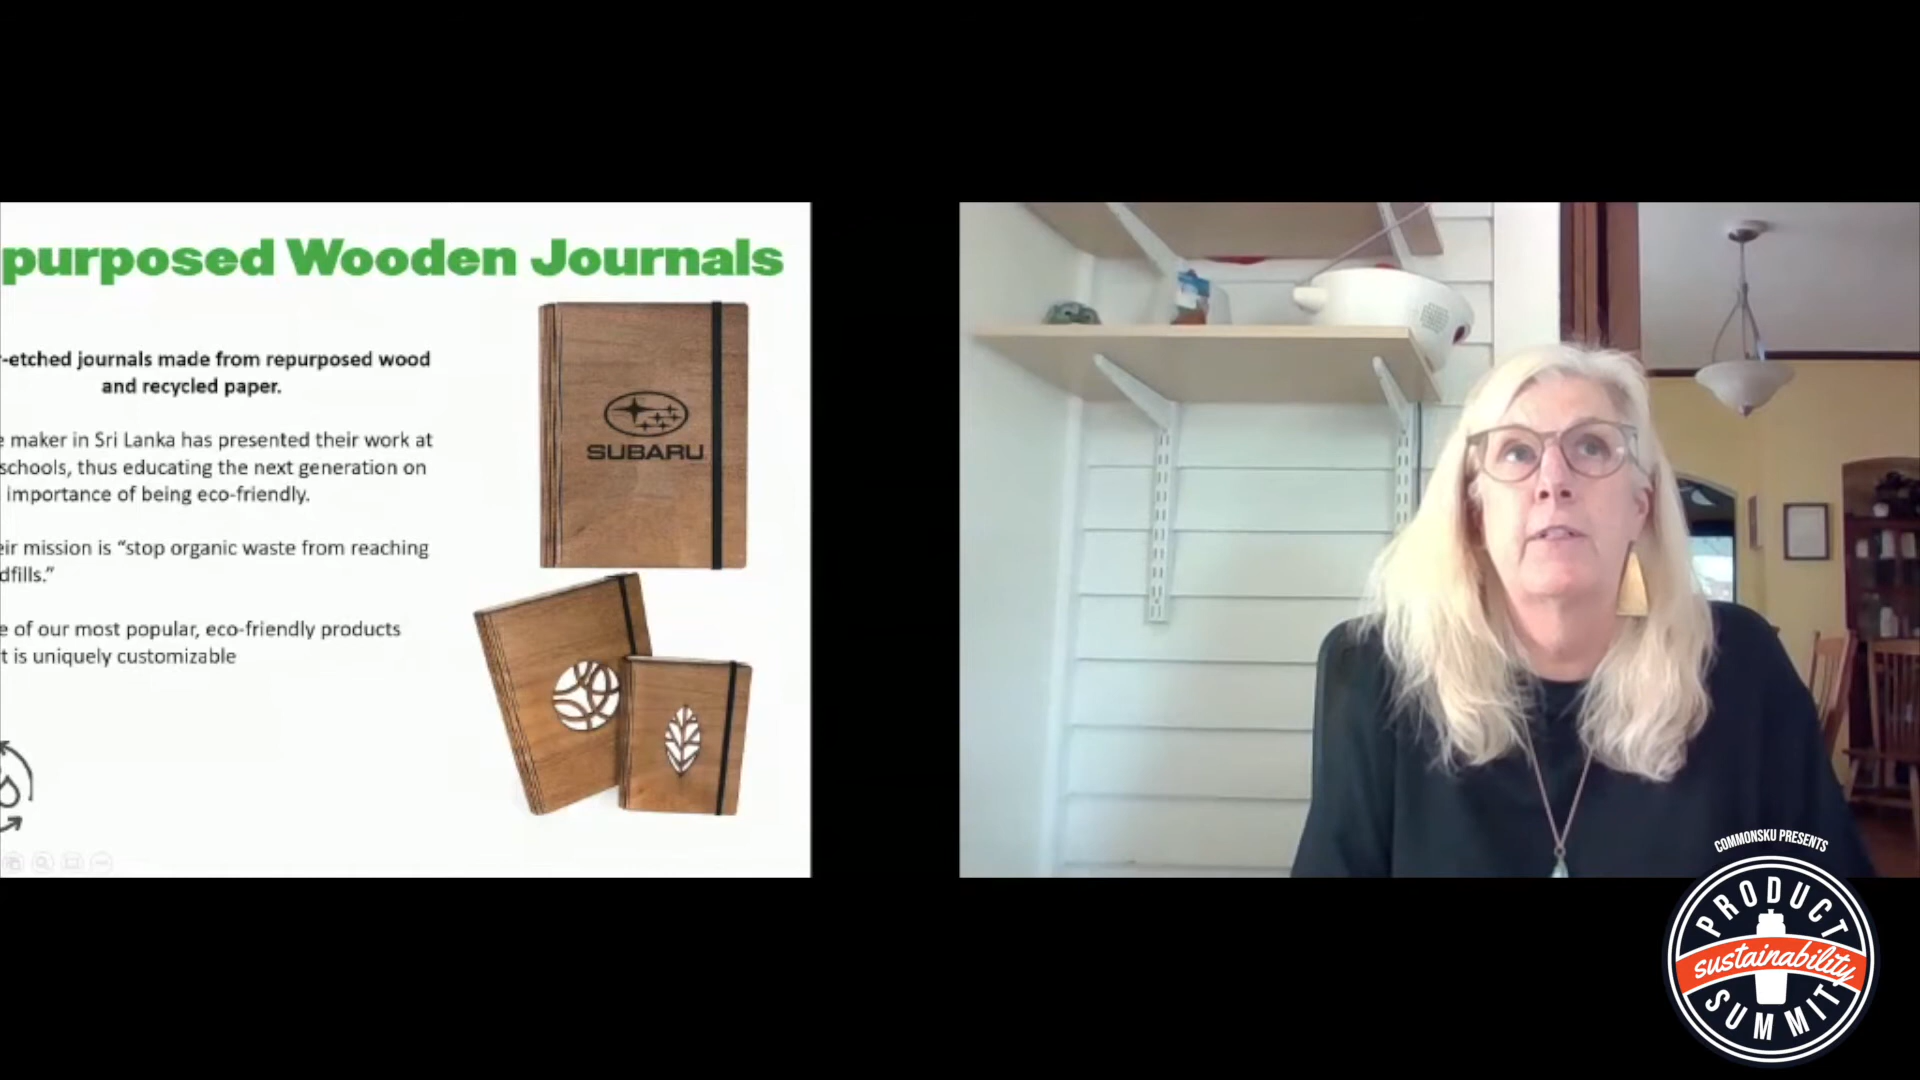 purposed Wooden Journals
-etched journals made from repurposed wood
and recycled paper.
e maker in Sri Lanka has presented their work at
schools, thus educating the next generation on
importance of being eco-friendly.
eir mission is “stop organic waste from reaching
dfills.”
e of our most popular, eco-friendly products
t is uniquely customizable
SUBARU
COMMONSKU PRESENTS
PRODUCT
sustainability
SUMMIT